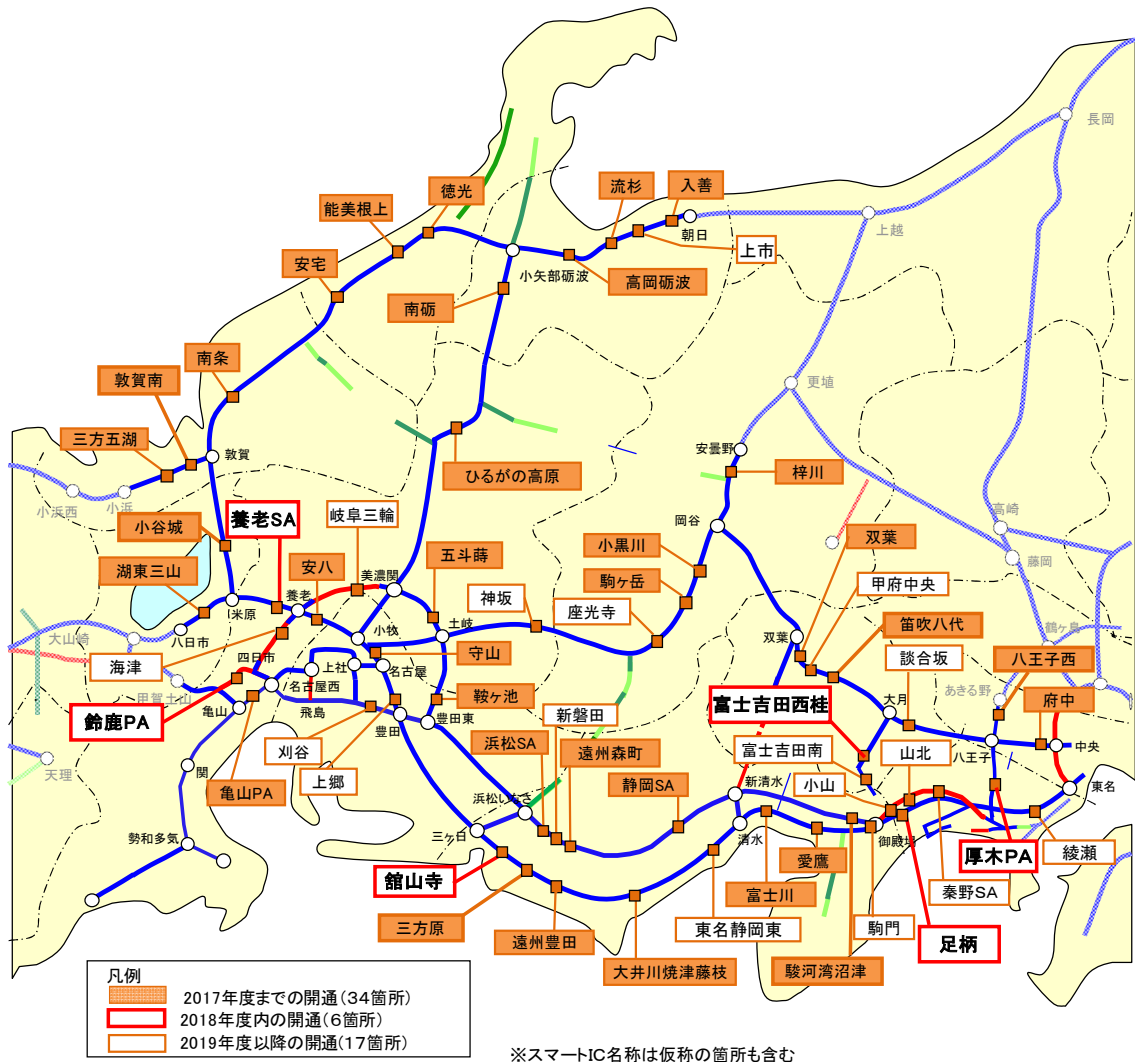 長岡
徳光
流杉
入善
能美根上
朝日
上越
上市
安宅
小矢部砺波
高岡砺波
南砺
南条
更埴
敦賀南
三方五湖
敦賀
安曇野
梓川
ひるがの高原
小浜西
小浜
養老SA
岐阜三輪
高崎
小谷城
岡谷
双葉
小黒川
藤岡
湖東三山
安八
美濃関
五斗蒔
駒ヶ岳
甲府中央
養老
神坂
座光寺
米原
土岐
双葉
笛吹八代
鶴ヶ島
大山崎
八日市
小牧
守山
談合坂
八王子西
海津
四日市
上社
名古屋
あきる野
甲賀土山
名古屋西
鞍ヶ池
富士吉田西桂
大月
府中
鈴鹿PA
亀山
飛島
豊田
豊田東
新磐田
中央
刈谷
浜松SA
遠州森町
富士吉田南
山北
八王子
天理
関
上郷
静岡SA
小山
新清水
東名
亀山PA
浜松いなさ
勢和多気
三ヶ日
清水
御殿場
愛鷹
厚木PA
綾瀬
舘山寺
富士川
秦野SA
三方原
東名静岡東
駒門
足柄
遠州豊田
大井川焼津藤枝
駿河湾沼津
凡例
2017年度までの開通(34箇所)
2018年度内の開通(6箇所)
2019年度以降の開通(17箇所)
※スマートIC名称は仮称の箇所も含む